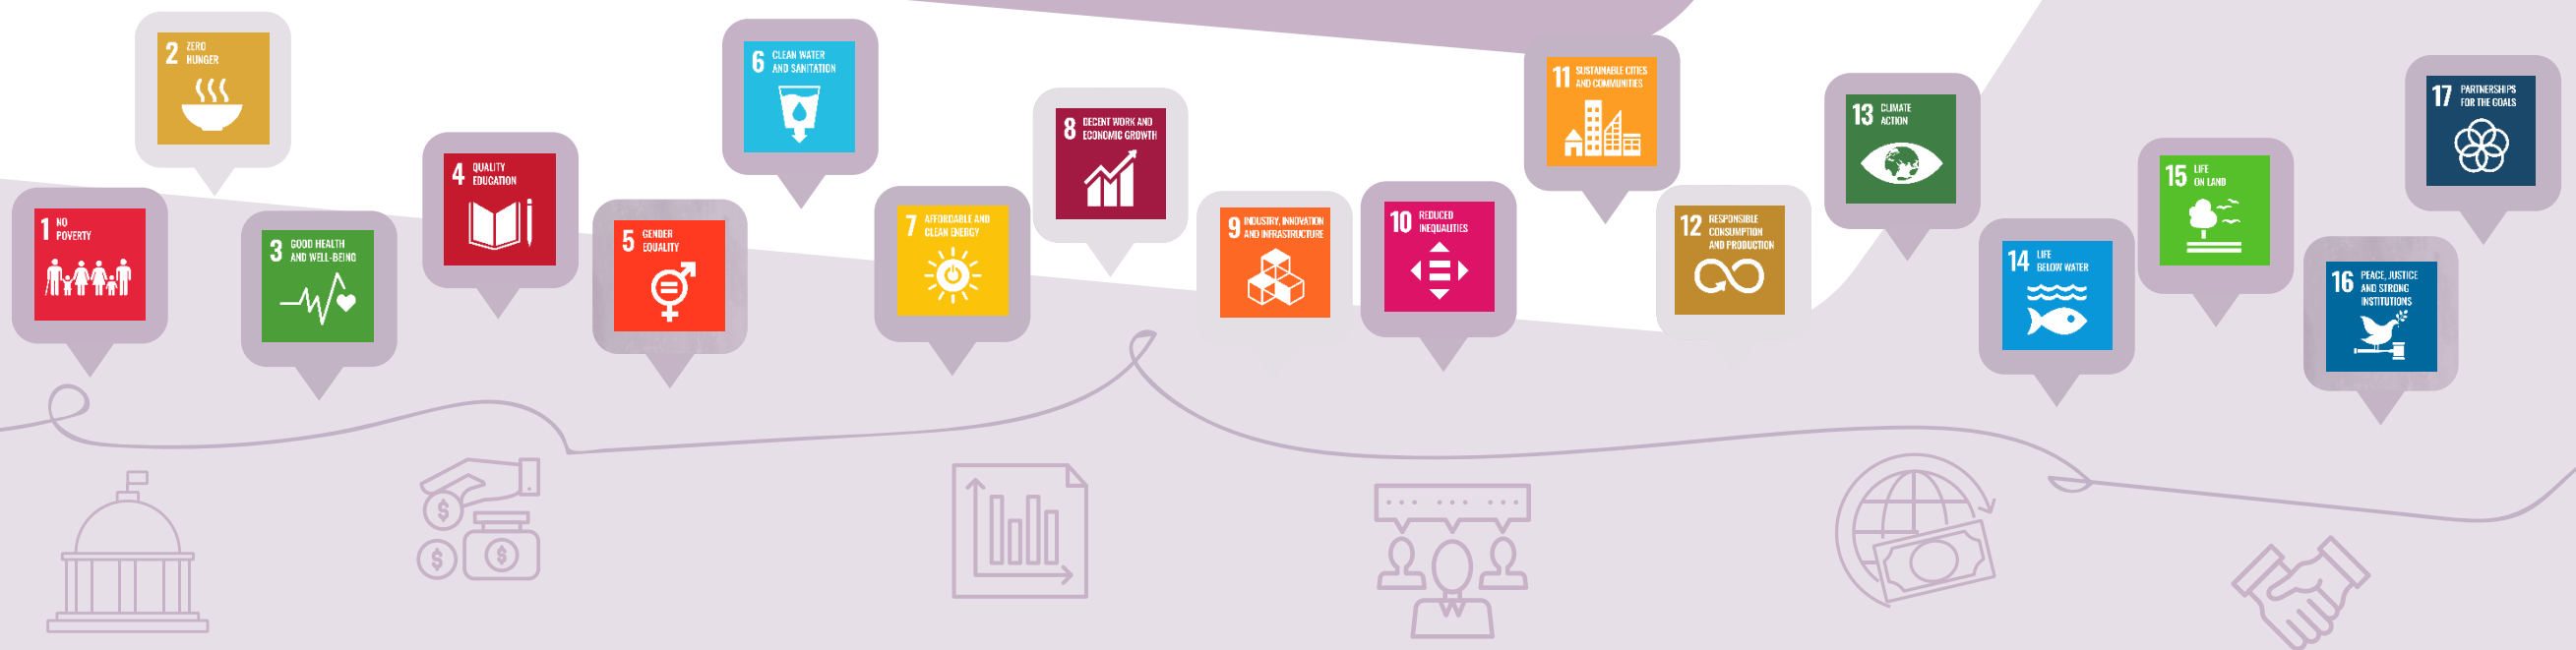 1 NO
POVERTY
2 ZERO
HUNGER
3 GOOD HEALTH
AND WELL-BEING
4 QUALITY
EDUCATION
5 GENDER
EQUALITY
6 CLEAN WATER
AND SANITATION
7 AFFORDABLE AND
CLEAN ENERGY
8 DECENT WORK AND
ECONOMIC GROWTH
9 INDUSTRY, INNOVATION
AND INFRASTRUCTURE
10 REDUCED
INEQUALITIES
11 SUSTAINABLE CITIES
AND COMMUNITIES
12 RESPONSIBLE
CONSUMPTION
AND PRODUCTION
13 CLIMATE
ACTION
14 LIFE
BELOW WATER
15 LIFE
ON LAND
16 PEACE, JUSTICE
AND STRONG
INSTITUTIONS
17 PARTNERSHIPS
FOR THE GOALS
$
$
$